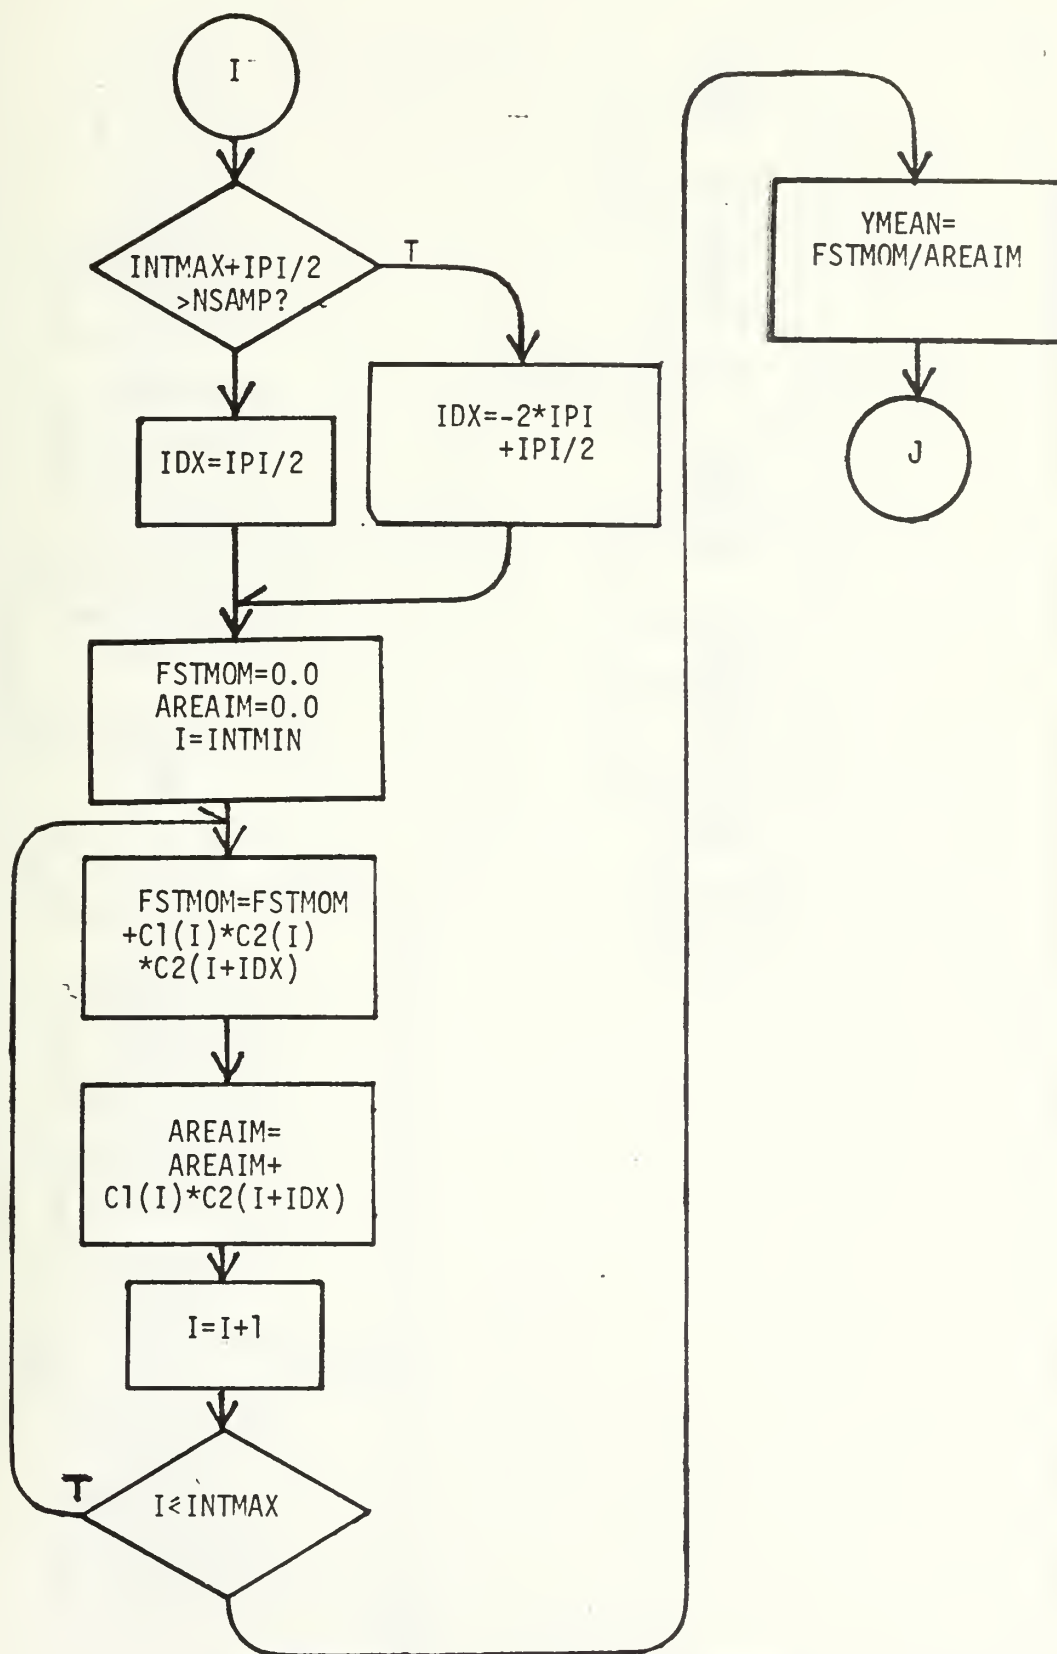 I
INTMAX+IPI/2
>NSAMP?
T
IDX=IPI/2
IDX=-2*IPI
+IPI/2
FSTMOM=0.0
AREAIM=0.0
I=INTMIN
FSTMOM=FSTMOM
+C1(I)*C2(I)
*C2(I+IDX)
AREAIM=
AREAIM+
C1(I)*C2(I+IDX)
I=I+1
T
I≤INTMAX
YMEAN=
FSTMOM/AREAIM
J